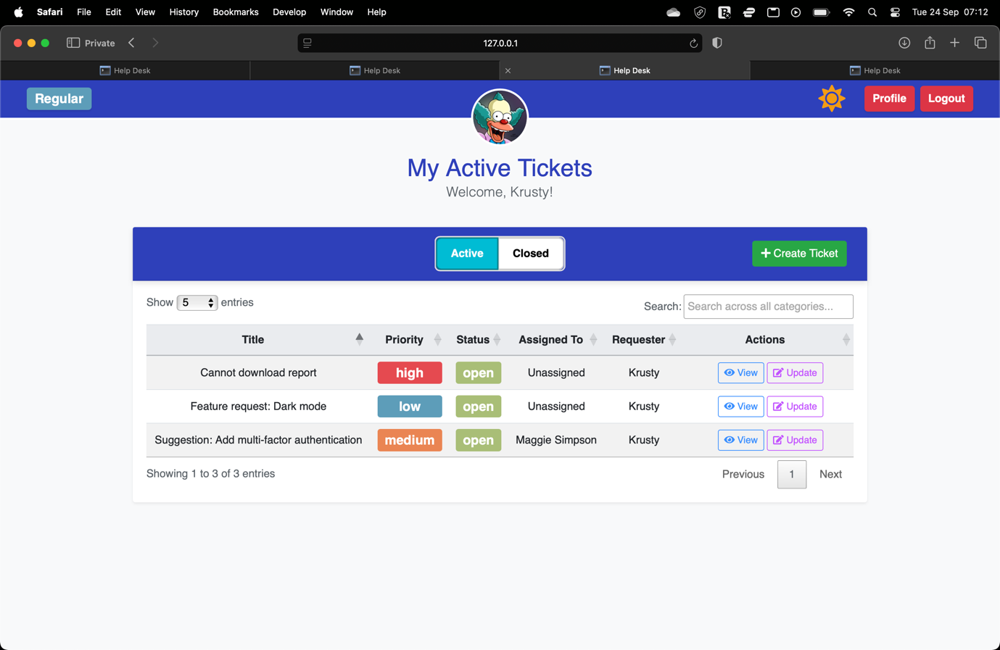 Safari File Edit View History Bookmarks Develop Window Help Tue 24 Sep 07:12
Private 127.0.0.1
Help Desk Help Desk Help Desk Help Desk
Regular Profile Logout
My Active Tickets
Welcome, Krusty!
Active Closed + Create Ticket
Show 5 entries Search: Search across all categories...
Title Priority Status Assigned To Requester Actions
Cannot download report high open Unassigned Krusty View Update
Feature request: Dark mode low open Unassigned Krusty View Update
Suggestion: Add multi-factor authentication medium open Maggie Simpson Krusty View Update
Showing 1 to 3 of 3 entries Previous 1 Next